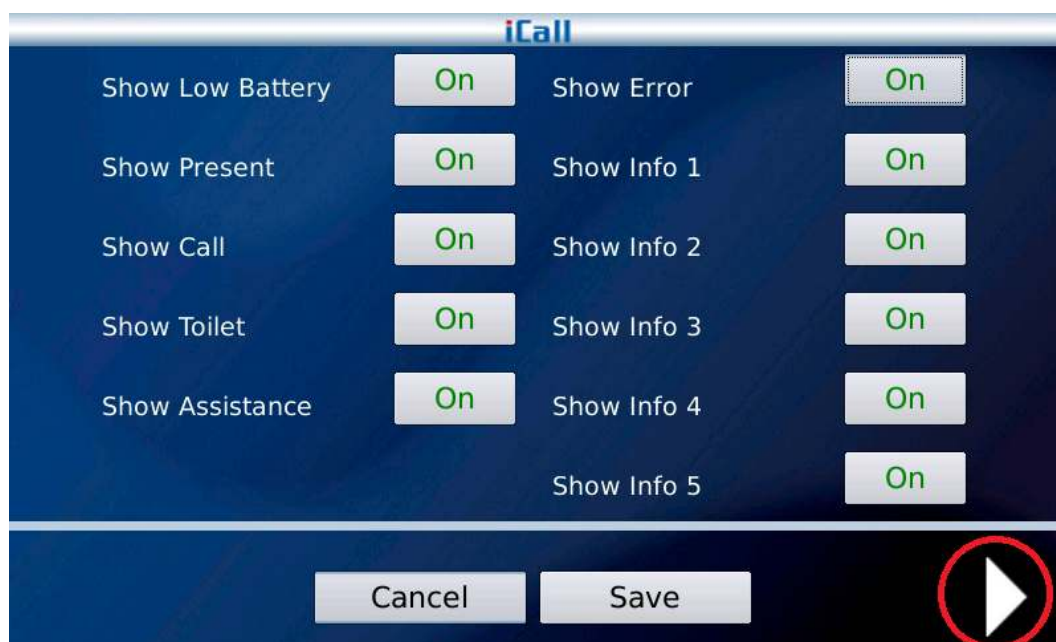 iCall
Show Low Battery On Show Error On
Show Present On Show Info 1 On
Show Call On Show Info 2 On
Show Toilet On Show Info 3 On
Show Assistance On Show Info 4 On
Show Info 5 On
Cancel Save